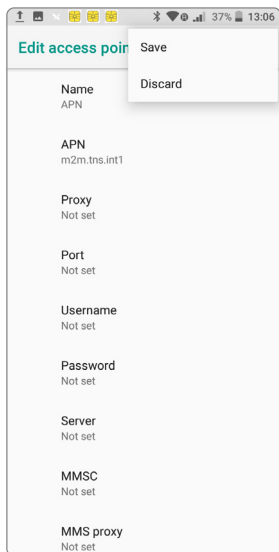 37% 13:06
Edit access poin
Save
Discard
Name
APN
APN
m2m.tns.int1
Proxy
Not set
Port
Not set
Username
Not set
Password
Not set
Server
Not set
MMSC
Not set
MMS proxy
Not set